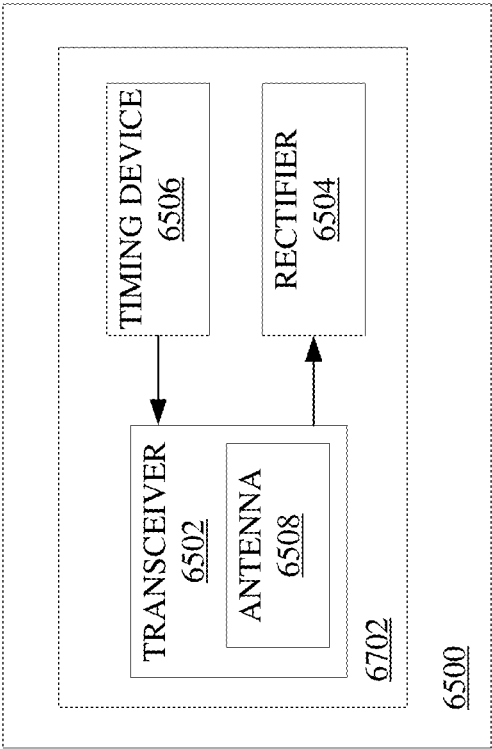 TIMING DEVICE
6506
RECTIFIER
6504
TRANSCEIVER
6502
ANTENNA
6508
6702
6500